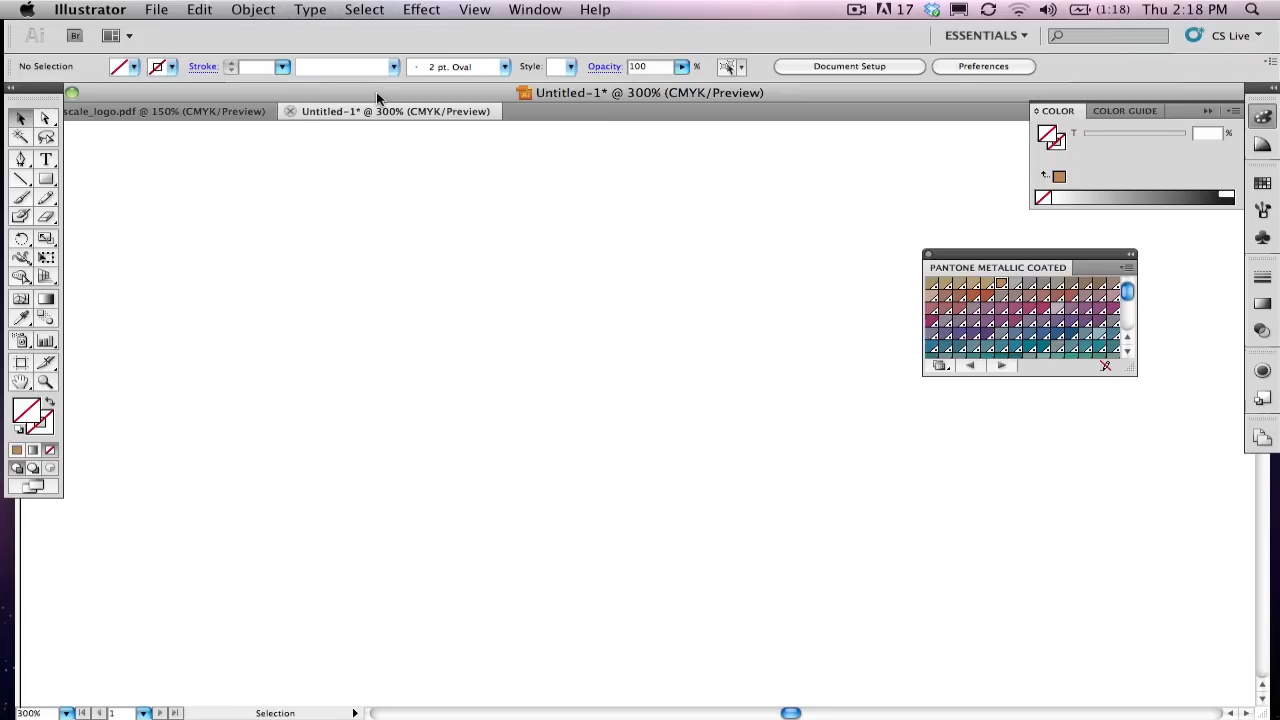 Illustrator File Edit Object Type Select Effect View Window Help 17 (1:18) Thu 2:18 PM
Ai Br ESSENTIALS CS Live
No Selection Stroke: 2 pt. Oval Style: Opacity: 100 % Document Setup Preferences
Untitled-1* @ 300% (CMYK/Preview)
scale_logo.pdf @ 150% (CMYK/Preview) Untitled-1* @ 300% (CMYK/Preview)
COLOR COLOR GUIDE
T %
PANTONE METALLIC COATED
300% 1 Selection